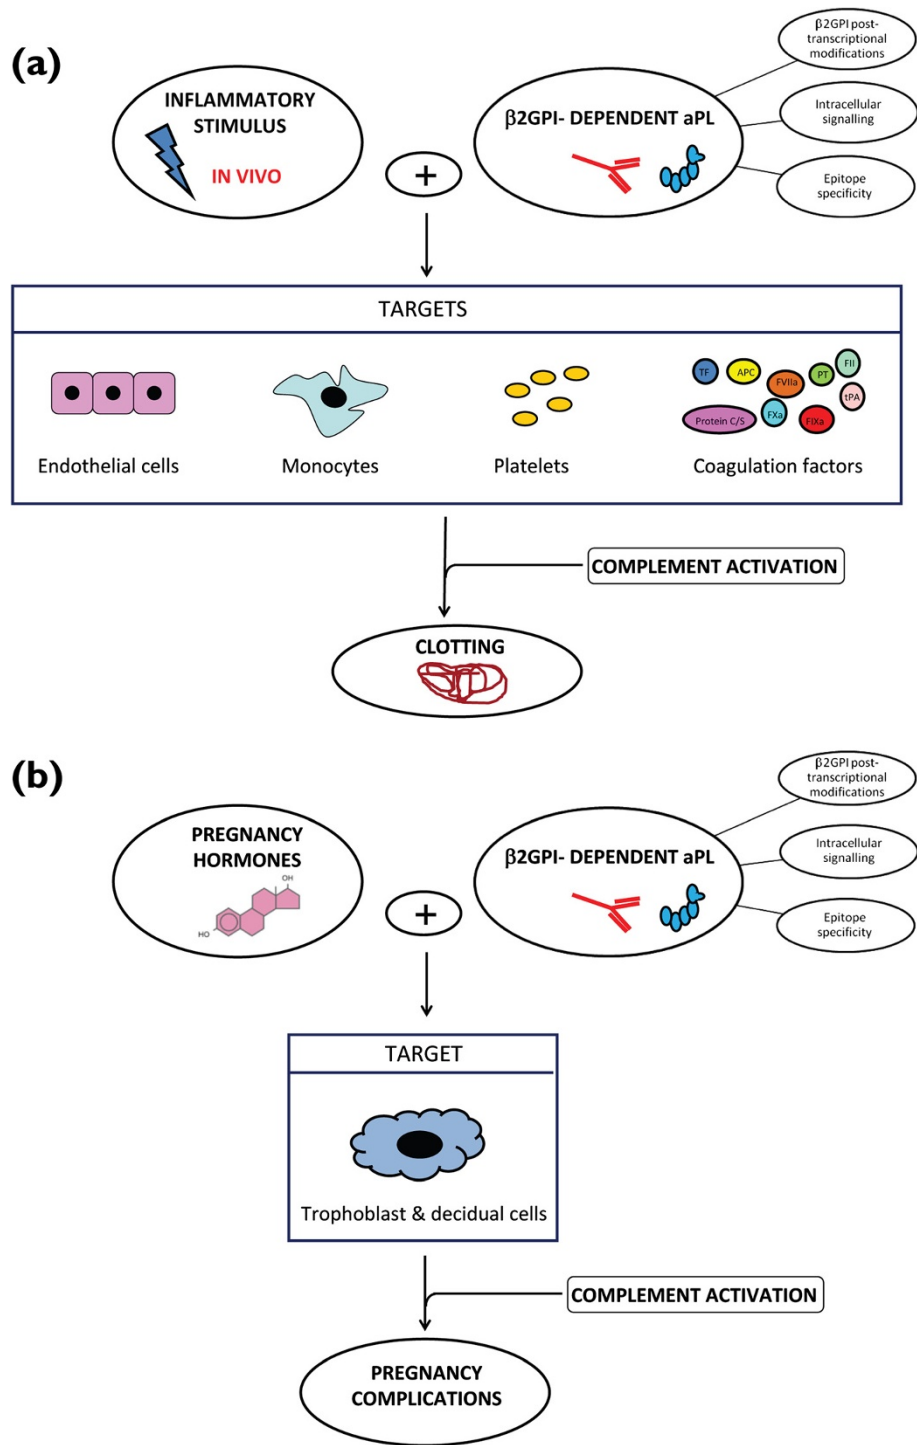 (a)
INFLAMMATORY
STIMULUS
IN VIVO
+
β2GPI- DEPENDENT aPL
β2GPI post-
transcriptional
modifications
Intracellular
signalling
Epitope
specificity
TARGETS
TF
APC
FVIIa
PT
FII
tPA
Protein C/S
FXa
FIXa
Endothelial cells
Monocytes
Platelets
Coagulation factors
COMPLEMENT ACTIVATION
CLOTTING
(b)
PREGNANCY
HORMONES
OH
HO
+
β2GPI- DEPENDENT aPL
β2GPI post-
transcriptional
modifications
Intracellular
signalling
Epitope
specificity
TARGET
Trophoblast & decidual cells
COMPLEMENT ACTIVATION
PREGNANCY
COMPLICATIONS